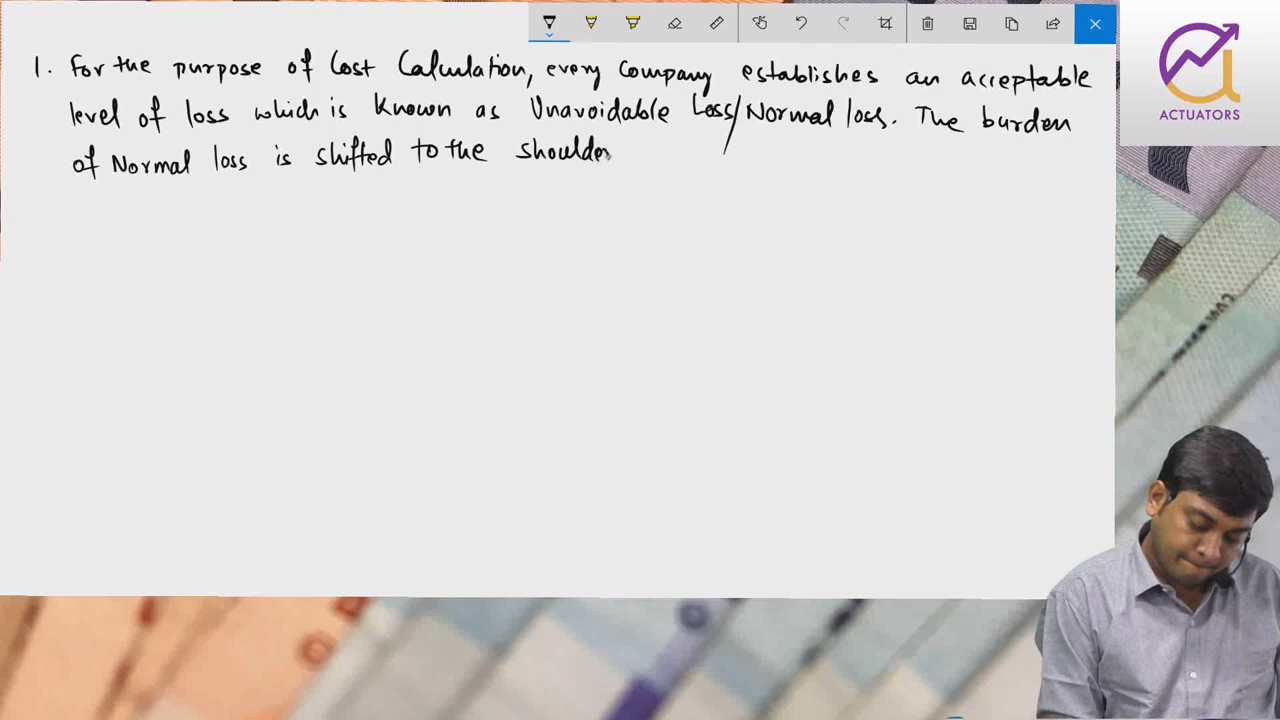 1. For the purpose of Cost Calculation, every Company establishes an acceptable
level of loss which is known as Unavoidable Loss/Normal loss. The burden
of Normal loss is shifted to the shoulder
ACTUATORS